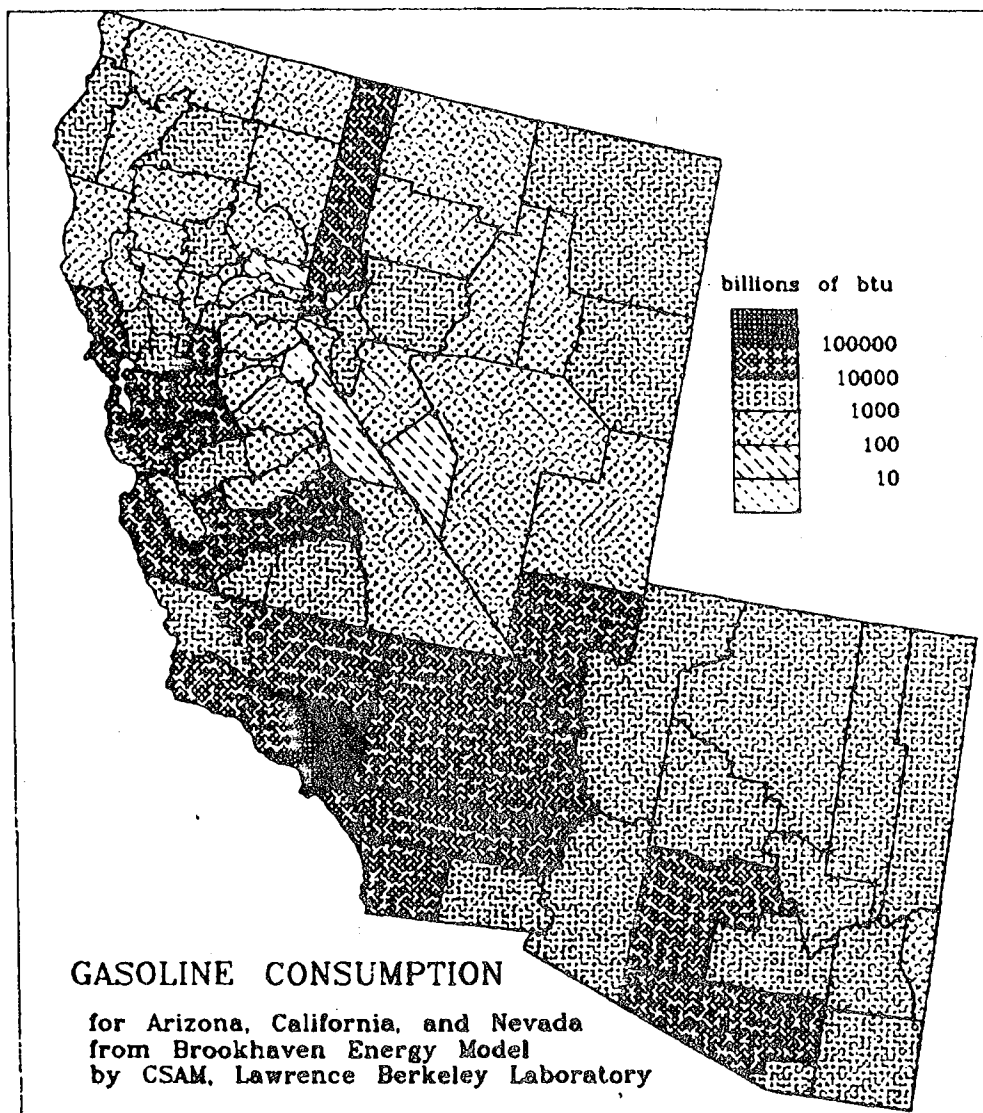 billions of btu
100000
10000
1000
100
10
GASOLINE CONSUMPTION
for Arizona, California, and Nevada
from Brookhaven Energy Model
by CSAM, Lawrence Berkeley Laboratory